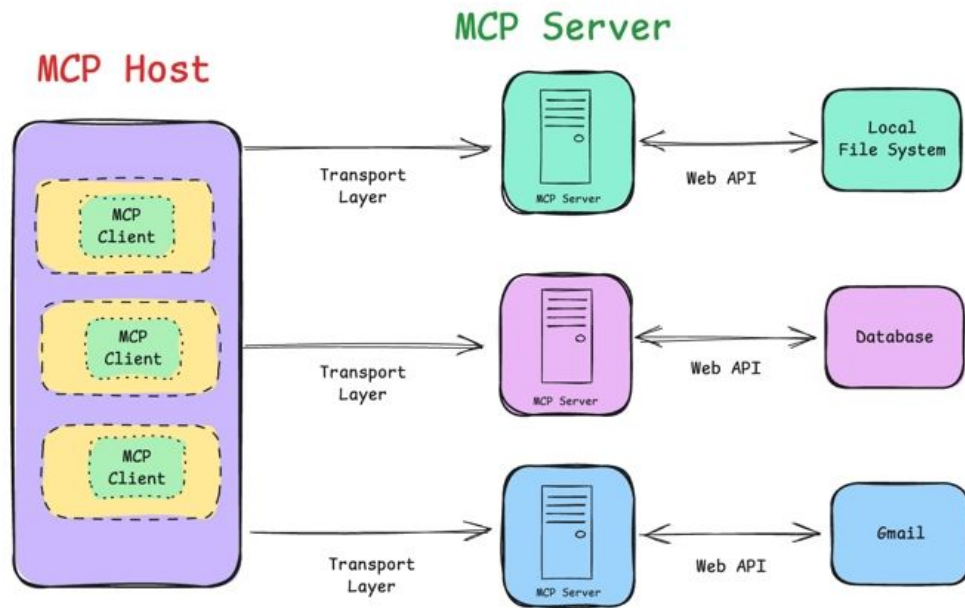 MCP Server
MCP Host
MCP
Client
Transport
Layer
MCP Server
Web API
Local
File System
MCP
Client
Transport
Layer
MCP Server
Web API
Database
MCP
Client
Transport
Layer
MCP Server
Web API
Gmail